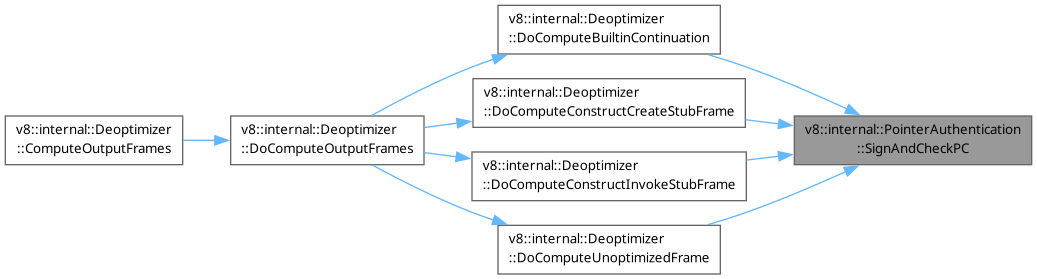 v8::internal::Deoptimizer
::DoComputeBuiltinContinuation
v8::internal::Deoptimizer
::DoComputeConstructCreateStubFrame
v8::internal::Deoptimizer
::ComputeOutputFrames
v8::internal::Deoptimizer
::DoComputeOutputFrames
v8::internal::PointerAuthentication
::SignAndCheckPC
v8::internal::Deoptimizer
::DoComputeConstructInvokeStubFrame
v8::internal::Deoptimizer
::DoComputeUnoptimizedFrame